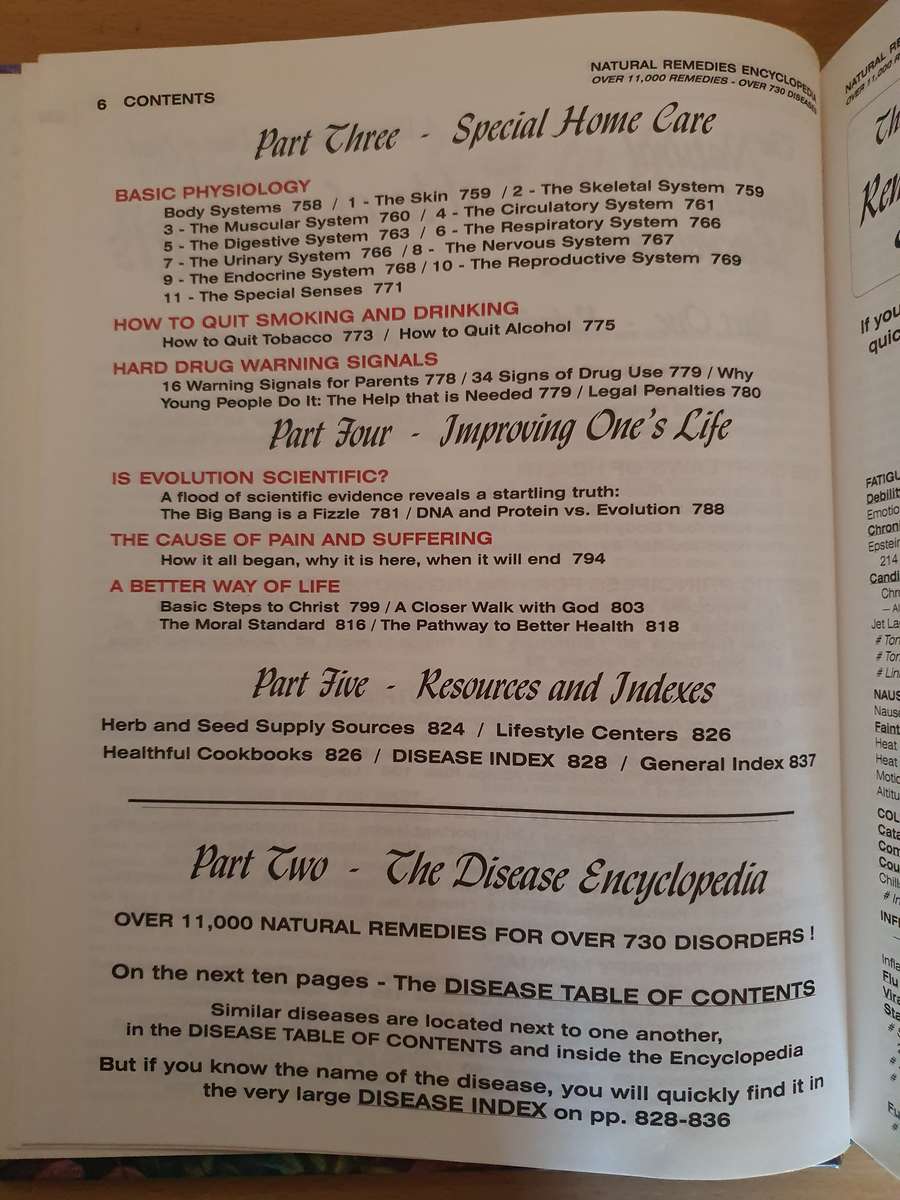 6 CONTENTS
NATURAL REMEDIES ENCYCLOPEDIA
OVER 11,000 REMEDIES - OVER 730 DISEASES
Part Three - Special Home Care
BASIC PHYSIOLOGY
Body Systems 758 / 1 - The Skin 759 / 2 - The Skeletal System 759
3 - The Muscular System 760 / 4 - The Circulatory System 761
5 - The Digestive System 763 / 6 - The Respiratory System 766
7 - The Urinary System 766 / 8 - The Nervous System 767
9 - The Endocrine System 768 / 10 - The Reproductive System 769
11 - The Special Senses 771
HOW TO QUIT SMOKING AND DRINKING
How to Quit Tobacco 773 / How to Quit Alcohol 775
HARD DRUG WARNING SIGNALS
16 Warning Signals for Parents 778 / 34 Signs of Drug Use 779 / Why
Young People Do It: The Help that is Needed 779 / Legal Penalties 780
Part Four - Improving One's Life
IS EVOLUTION SCIENTIFIC?
A flood of scientific evidence reveals a startling truth:
The Big Bang is a Fizzle 781 / DNA and Protein vs. Evolution 788
THE CAUSE OF PAIN AND SUFFERING
How it all began, why it is here, when it will end 794
A BETTER WAY OF LIFE
Basic Steps to Christ 799 / A Closer Walk with God 803
The Moral Standard 816 / The Pathway to Better Health 818
Part Five - Resources and Indexes
Herb and Seed Supply Sources 824 / Lifestyle Centers 826
Healthful Cookbooks 826 / DISEASE INDEX 828 / General Index 837
Part Two - The Disease Encyclopedia
OVER 11,000 NATURAL REMEDIES FOR OVER 730 DISORDERS !
On the next ten pages - The DISEASE TABLE OF CONTENTS
Similar diseases are located next to one another,
in the DISEASE TABLE OF CONTENTS and inside the Encyclopedia
But if you know the name of the disease, you will quickly find it in
the very large DISEASE INDEX on pp. 828-836
NATURAL
OVER 11,000
If you
Epstein
214
Jet
NAUS
Heat
Heat
Flu